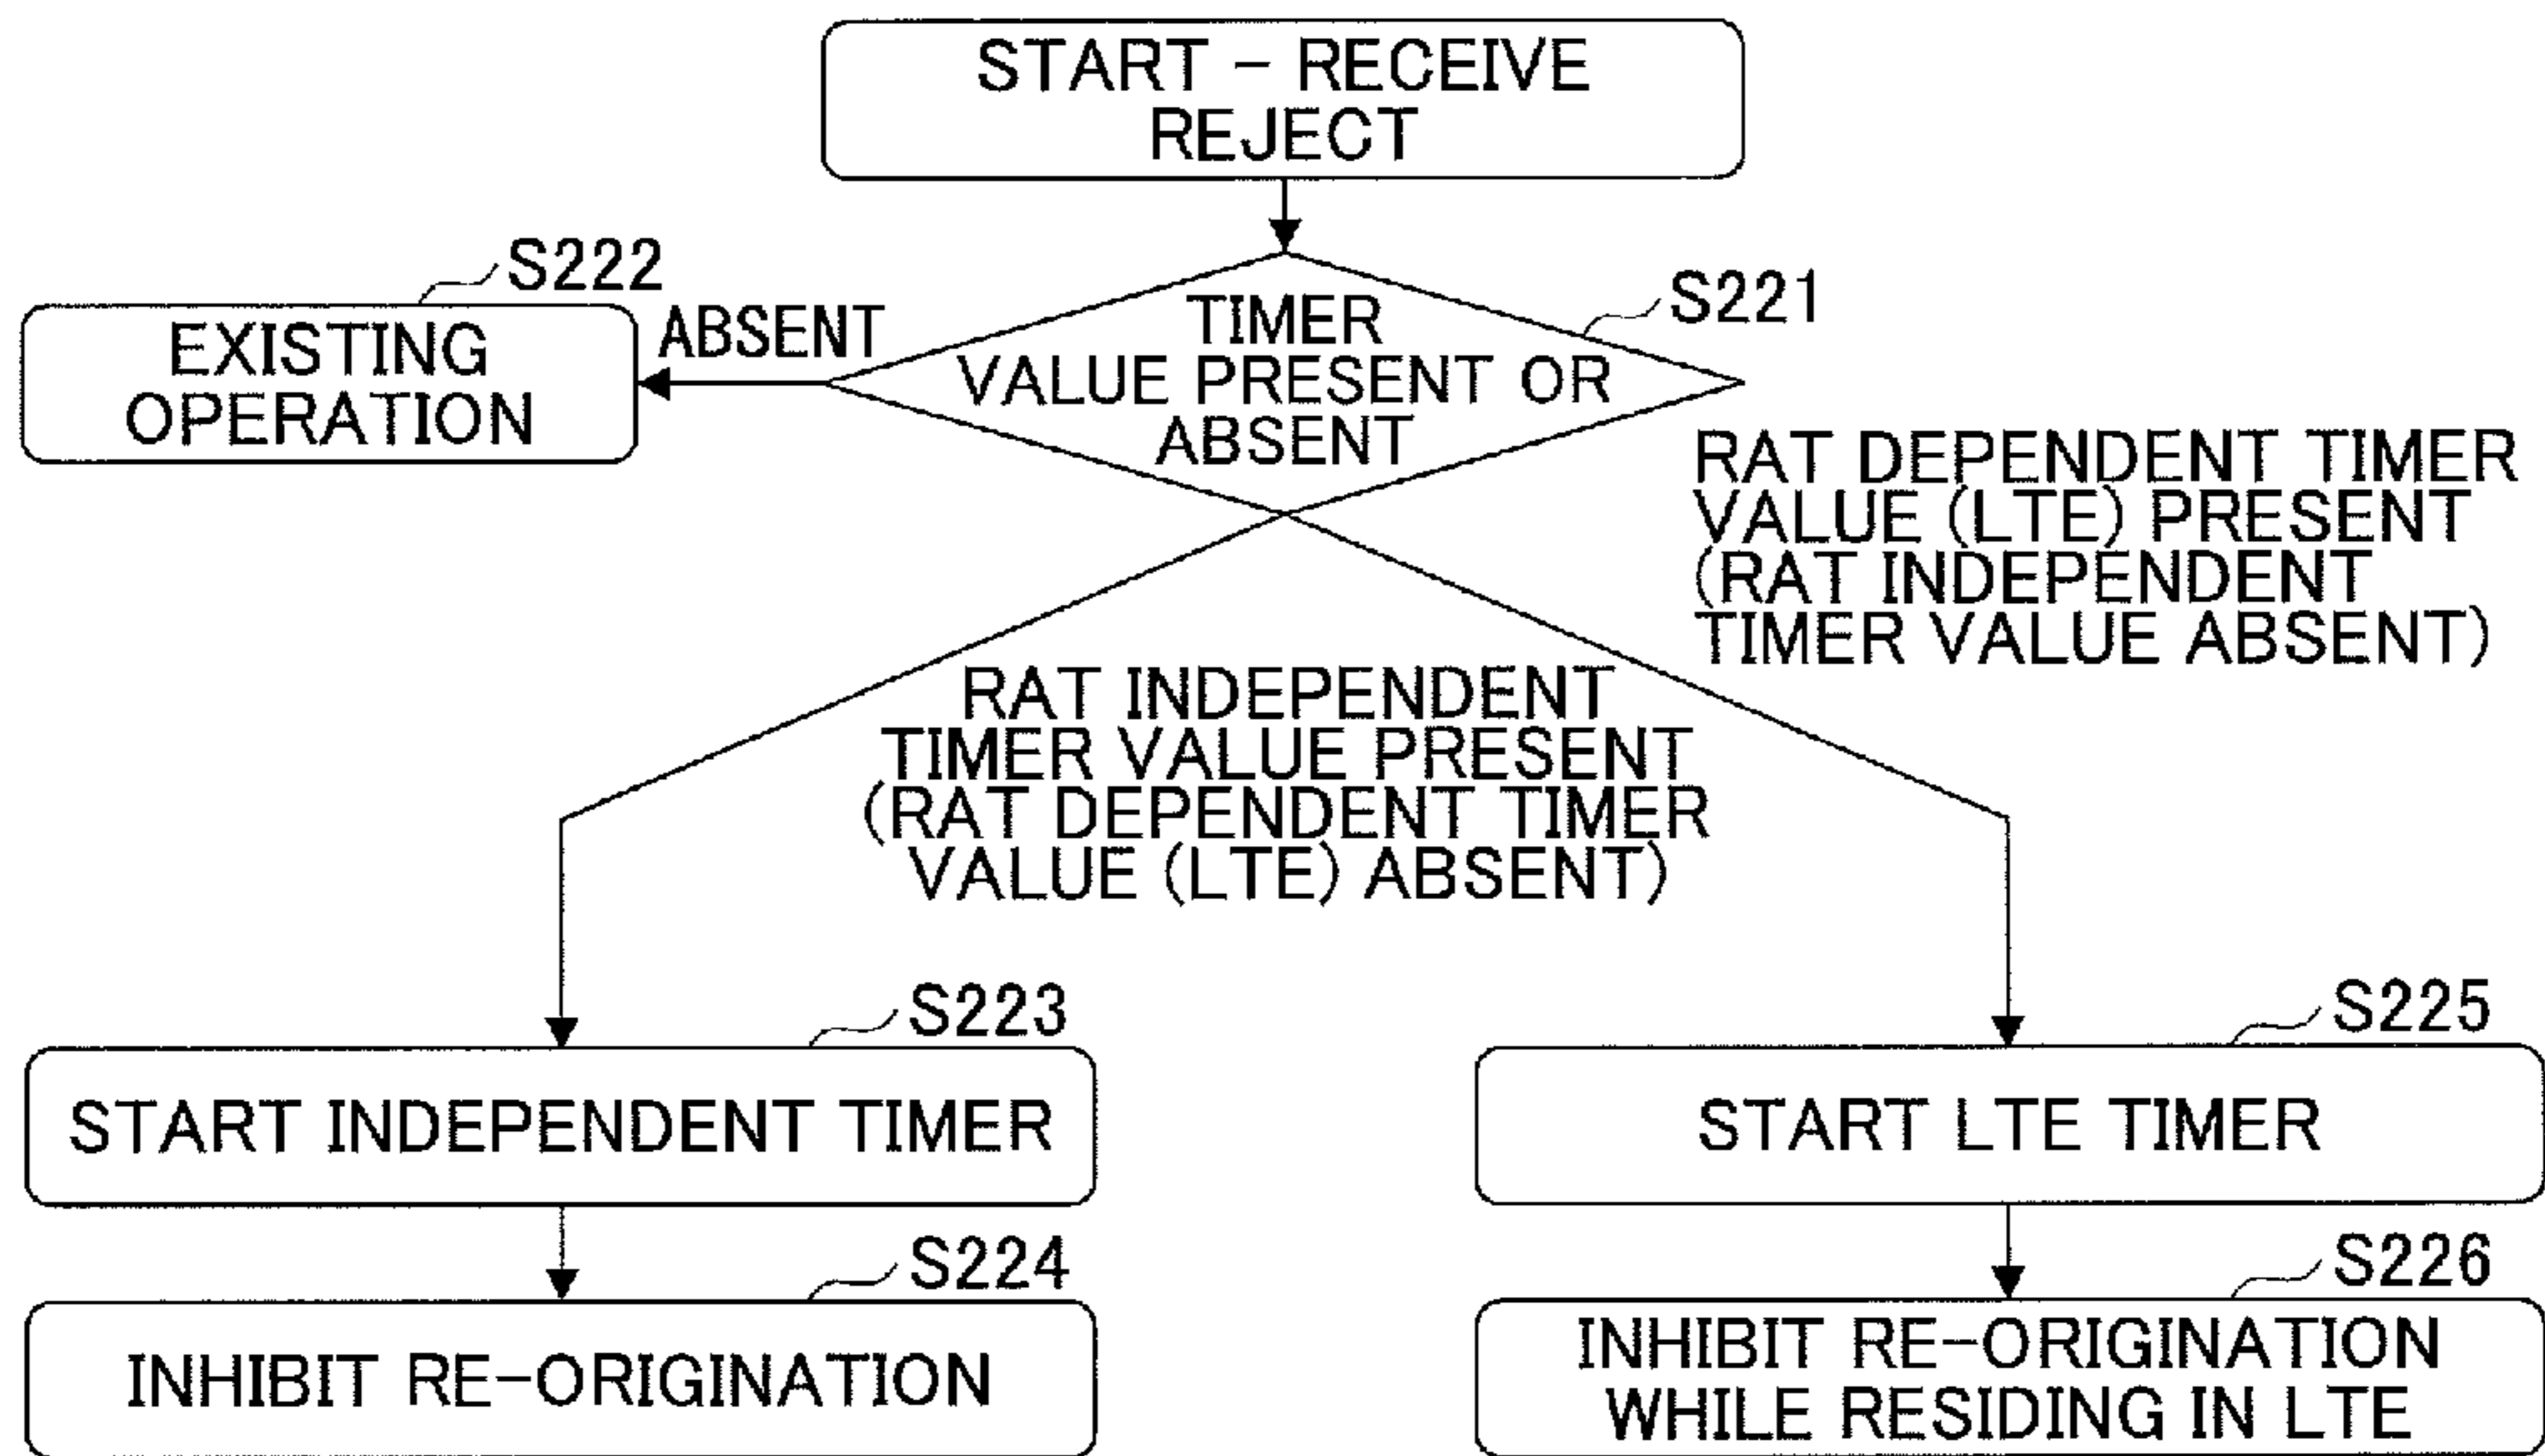 START – RECEIVE
REJECT
S222
S221
EXISTING
OPERATION
ABSENT
TIMER
VALUE PRESENT OR
ABSENT
RAT DEPENDENT TIMER
VALUE (LTE) PRESENT
(RAT INDEPENDENT
TIMER VALUE ABSENT)
RAT INDEPENDENT
TIMER VALUE PRESENT
(RAT DEPENDENT TIMER
VALUE (LTE) ABSENT)
S223
START INDEPENDENT TIMER
S225
START LTE TIMER
S224
INHIBIT RE-ORIGINATION
S226
INHIBIT RE-ORIGINATION
WHILE RESIDING IN LTE